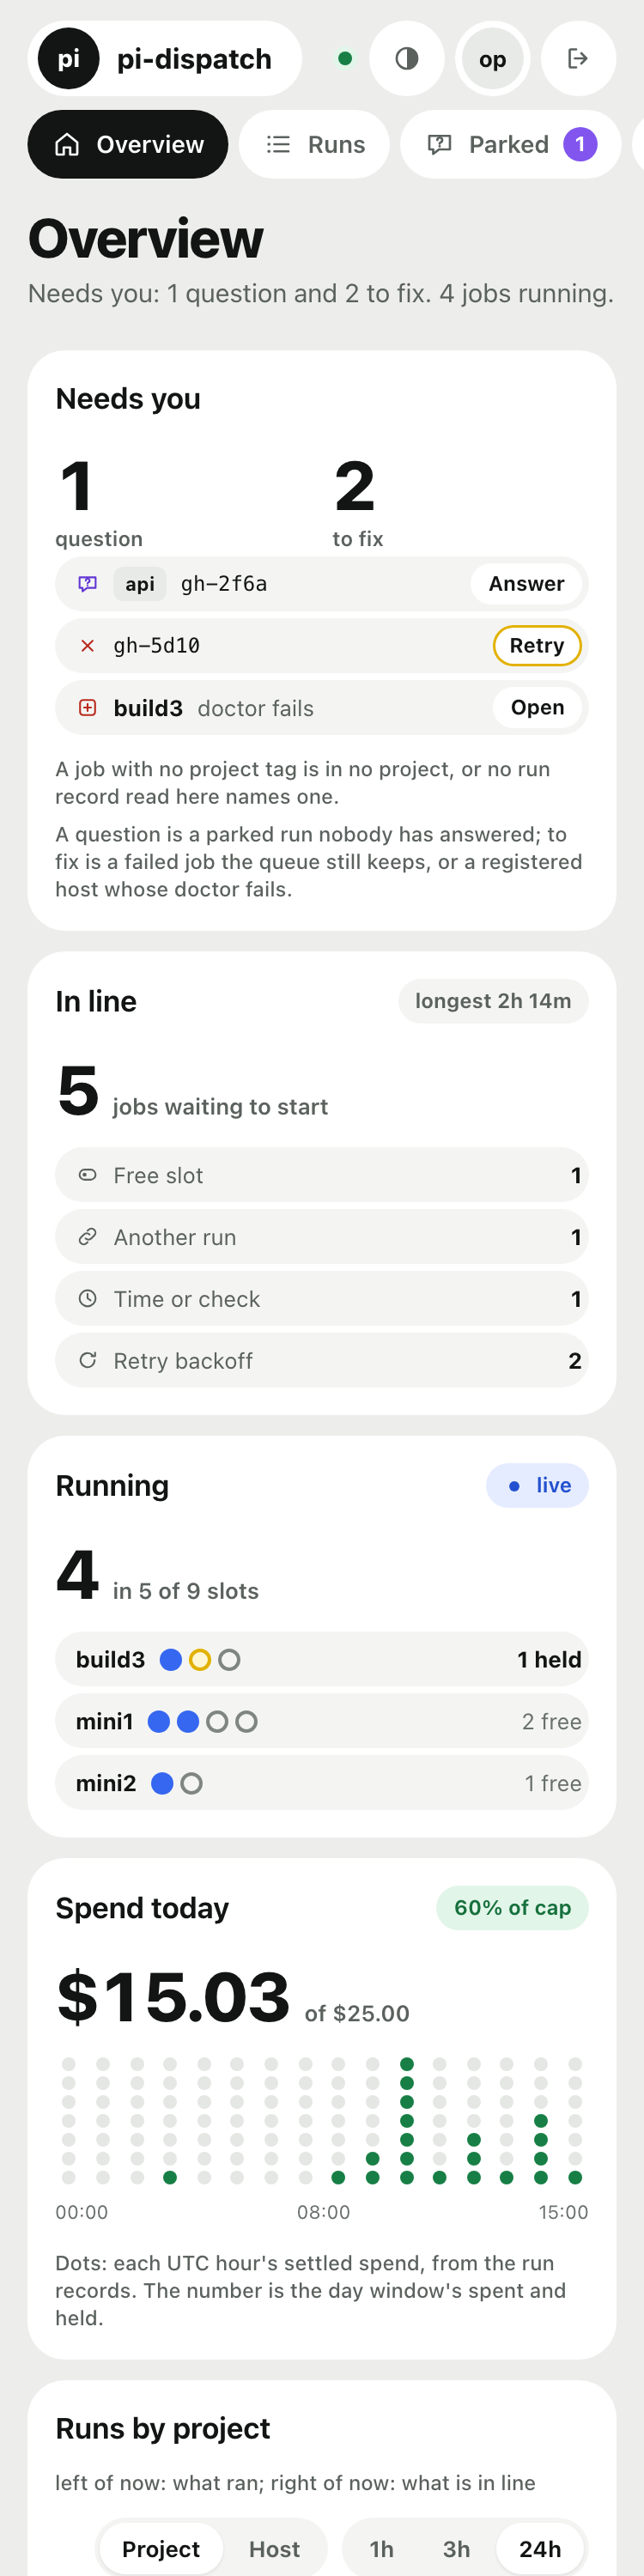 pi pi-dispatch op
Overview Runs Parked 1
Overview
Needs you: 1 question and 2 to fix. 4 jobs running.
Needs you
1 2
question to fix
api gh-2f6a Answer
gh-5d10 Retry
build3 doctor fails Open
A job with no project tag is in no project, or no run
record read here names one.
A question is a parked run nobody has answered; to
fix is a failed job the queue still keeps, or a registered
host whose doctor fails.
In line longest 2h 14m
5 jobs waiting to start
Free slot 1
Another run 1
Time or check 1
Retry backoff 2
Running live
4 in 5 of 9 slots
build3 1 held
mini1 2 free
mini2 1 free
Spend today 60% of cap
$15.03 of $25.00
00:00 08:00 15:00
Dots: each UTC hour's settled spend, from the run
records. The number is the day window's spent and
held.
Runs by project
left of now: what ran; right of now: what is in line
Project Host 1h 3h 24h